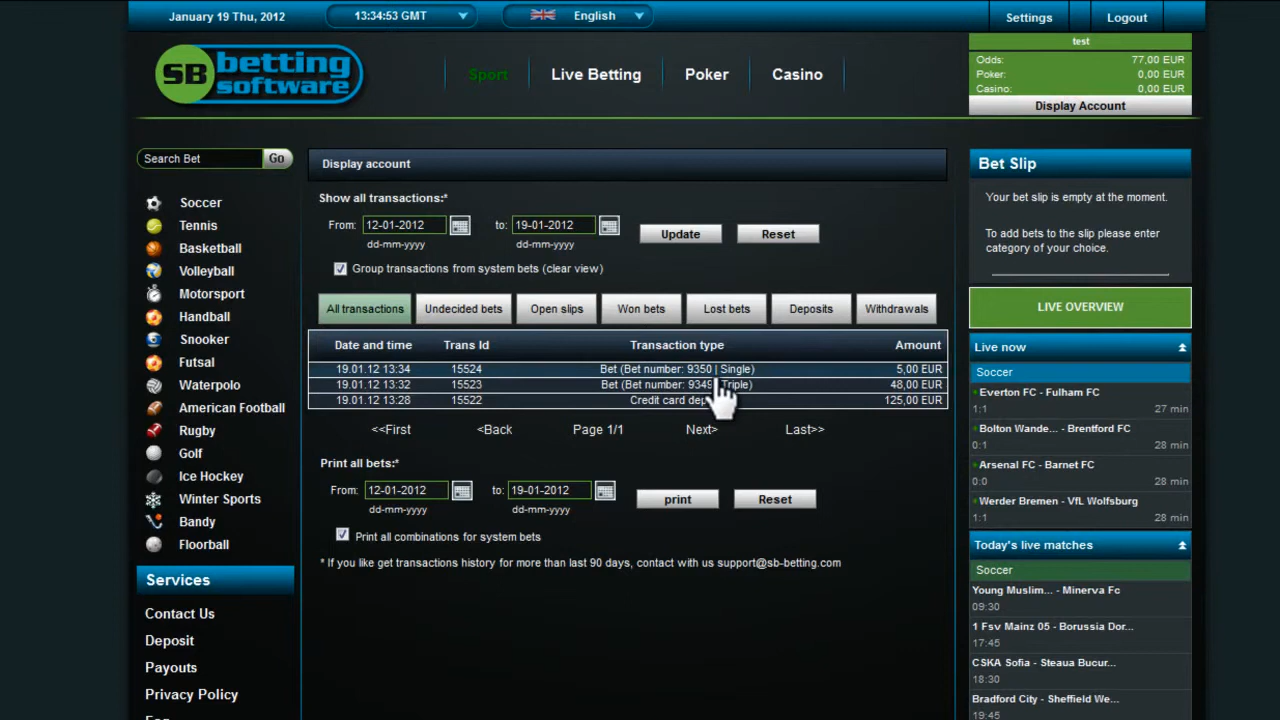 January 19 Thu, 2012
13:34:53 GMT
English
Settings
Logout
SB betting software
Sport
Live Betting
Poker
Casino
test
Odds: 77,00 EUR
Poker: 0,00 EUR
Casino: 0,00 EUR
Display Account
Search Bet
Go
Soccer
Tennis
Basketball
Volleyball
Motorsport
Handball
Snooker
Futsal
Waterpolo
American Football
Rugby
Golf
Ice Hockey
Winter Sports
Bandy
Floorball
Services
Contact Us
Deposit
Payouts
Privacy Policy
Display account
Show all transactions:*
From: 12-01-2012 to: 19-01-2012 Update Reset
dd-mm-yyyy dd-mm-yyyy
Group transactions from system bets (clear view)
All transactions Undecided bets Open slips Won bets Lost bets Deposits Withdrawals
Date and time Trans Id Transaction type Amount
19.01.12 13:34 15524 Bet (Bet number: 9350 | Single) 5,00 EUR
19.01.12 13:32 15523 Bet (Bet number: 9349 Triple) 48,00 EUR
19.01.12 13:28 15522 Credit card dep 125,00 EUR
<<First <Back Page 1/1 Next> Last>>
Print all bets:*
From: 12-01-2012 to: 19-01-2012 print Reset
dd-mm-yyyy dd-mm-yyyy
Print all combinations for system bets
* If you like get transactions history for more than last 90 days, contact with us support@sb-betting.com
Bet Slip
Your bet slip is empty at the moment.
To add bets to the slip please enter
category of your choice.
LIVE OVERVIEW
Live now
Soccer
Everton FC - Fulham FC
1:1 27 min
Bolton Wande... - Brentford FC
0:1 28 min
Arsenal FC - Barnet FC
0:0 28 min
Werder Bremen - VfL Wolfsburg
1:1 28 min
Today's live matches
Soccer
Young Muslim... - Minerva Fc
09:30
1 Fsv Mainz 05 - Borussia Dor...
17:45
CSKA Sofia - Steaua Bucur...
18:30
Bradford City - Sheffield We...
19:45